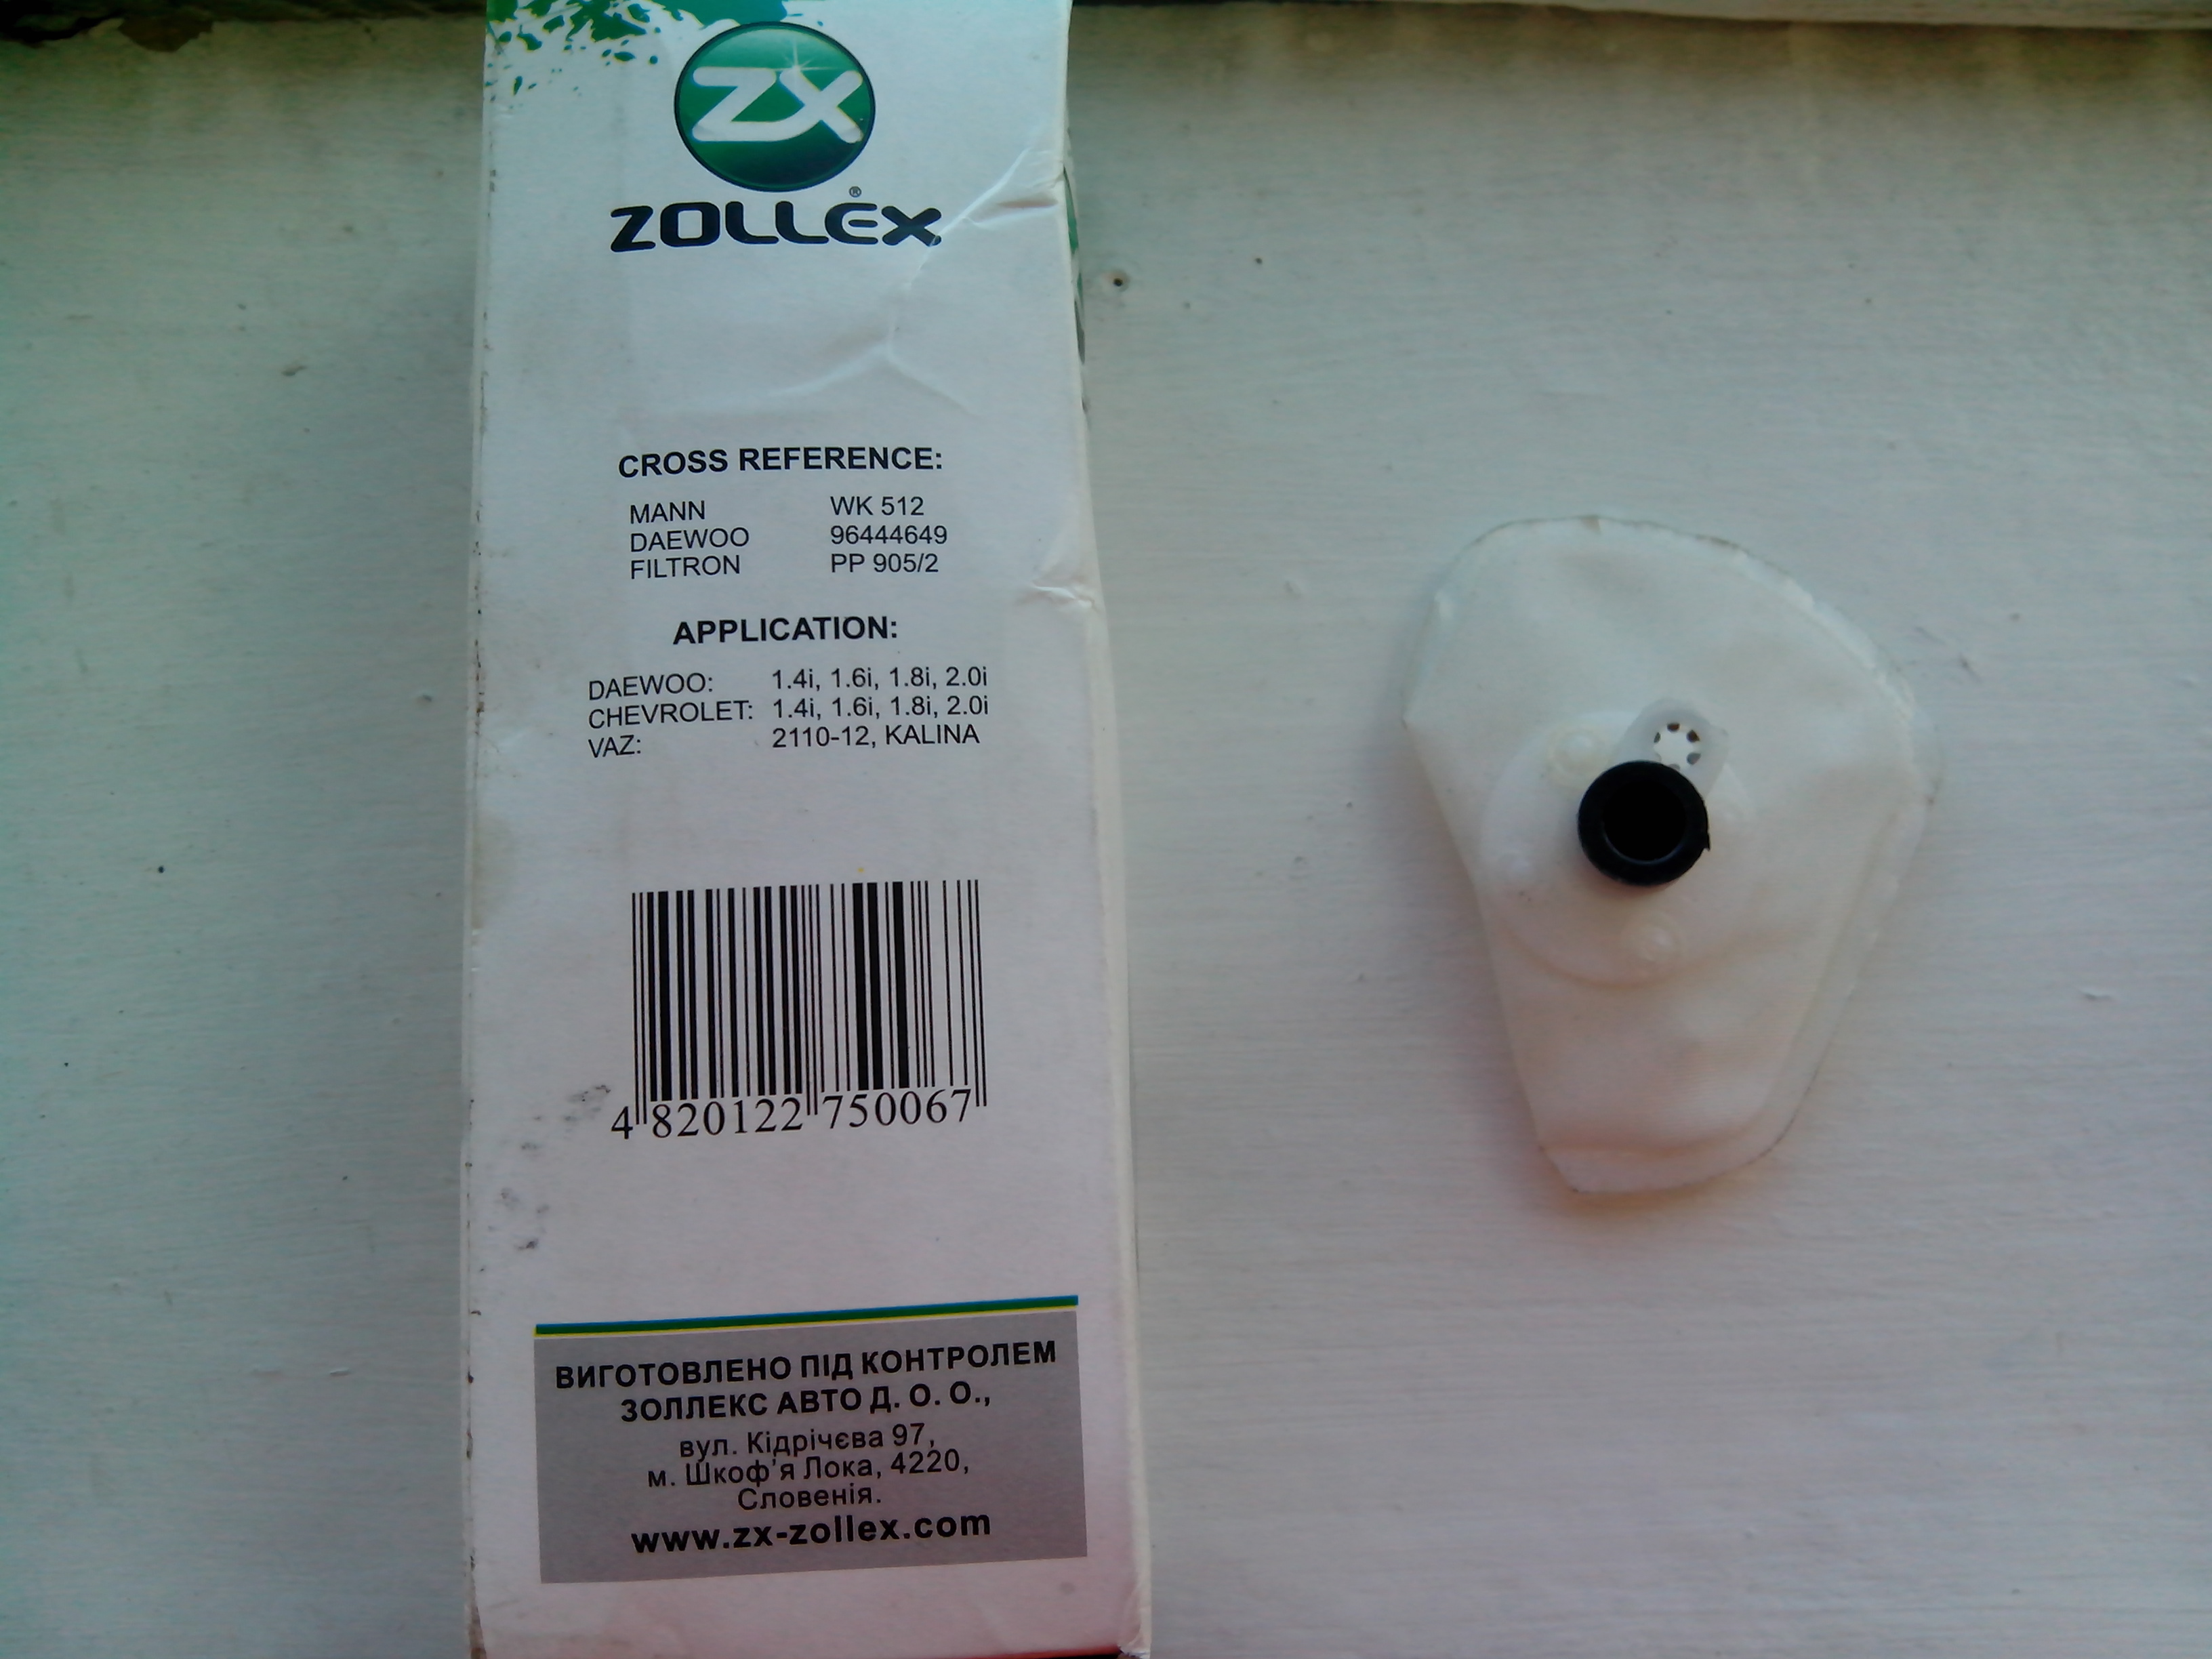 ZX
ZOLLEX®
CROSS REFERENCE:
MANN WK 512
DAEWOO 96444649
FILTRON PP 905/2
APPLICATION:
DAEWOO: 1.4i, 1.6i, 1.8i, 2.0i
CHEVROLET: 1.4i, 1.6i, 1.8i, 2.0i
VAZ: 2110-12, KALINA
4 820122 750067
ВИГОТОВЛЕНО ПІД КОНТРОЛЕМ
ЗОЛЛЕКС АВТО Д. О. О.,
вул. Кідрічєва 97,
м. Шкоф'я Лока, 4220,
Словенія.
www.zx-zollex.com